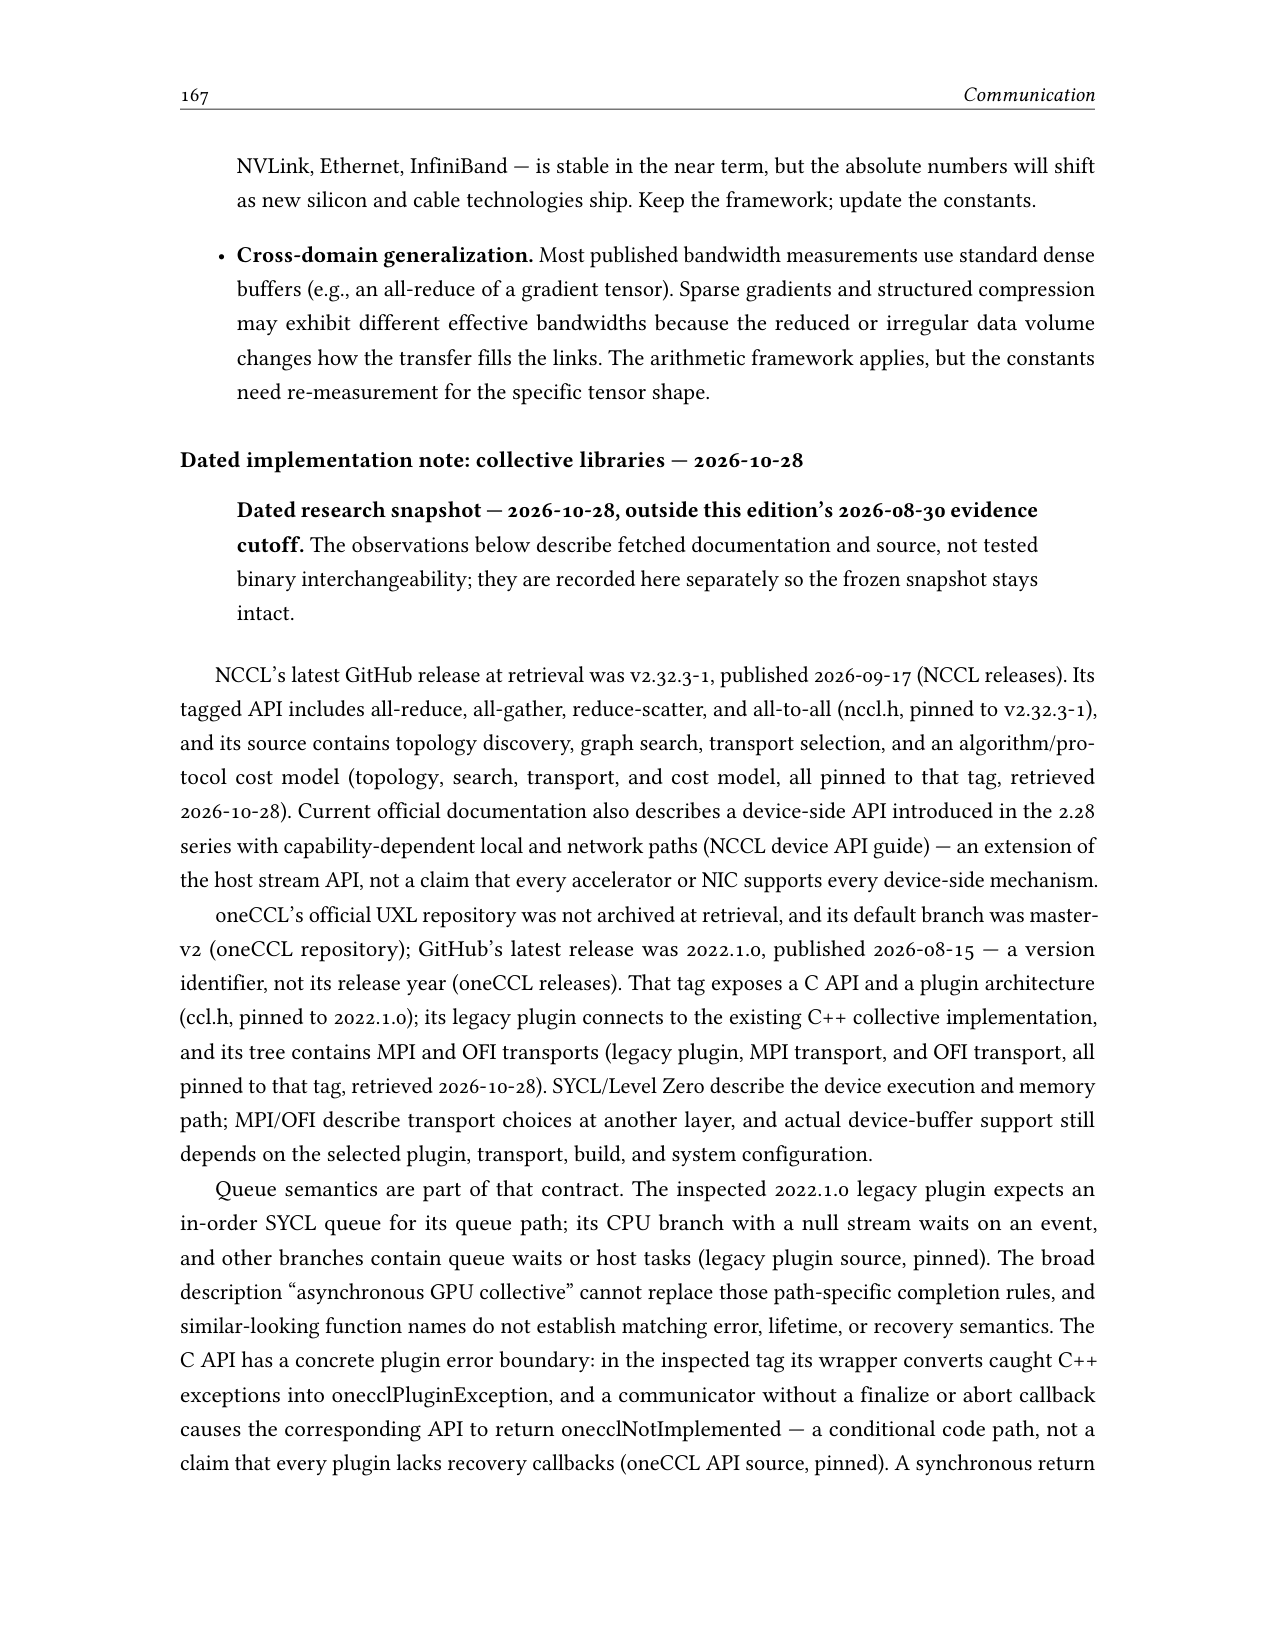 167 Communication
NVLink, Ethernet, InfiniBand — is stable in the near term, but the absolute numbers will shift
as new silicon and cable technologies ship. Keep the framework; update the constants.
• Cross-domain generalization. Most published bandwidth measurements use standard dense
buffers (e.g., an all-reduce of a gradient tensor). Sparse gradients and structured compression
may exhibit different effective bandwidths because the reduced or irregular data volume
changes how the transfer fills the links. The arithmetic framework applies, but the constants
need re-measurement for the specific tensor shape.
Dated implementation note: collective libraries — 2026-10-28
Dated research snapshot — 2026-10-28, outside this edition’s 2026-08-30 evidence
cutoff. The observations below describe fetched documentation and source, not tested
binary interchangeability; they are recorded here separately so the frozen snapshot stays
intact.
NCCL’s latest GitHub release at retrieval was v2.32.3-1, published 2026-09-17 (NCCL releases). Its
tagged API includes all-reduce, all-gather, reduce-scatter, and all-to-all (nccl.h, pinned to v2.32.3-1),
and its source contains topology discovery, graph search, transport selection, and an algorithm/pro-
tocol cost model (topology, search, transport, and cost model, all pinned to that tag, retrieved
2026-10-28). Current official documentation also describes a device-side API introduced in the 2.28
series with capability-dependent local and network paths (NCCL device API guide) — an extension of
the host stream API, not a claim that every accelerator or NIC supports every device-side mechanism.
oneCCL’s official UXL repository was not archived at retrieval, and its default branch was master-
v2 (oneCCL repository); GitHub’s latest release was 2022.1.0, published 2026-08-15 — a version
identifier, not its release year (oneCCL releases). That tag exposes a C API and a plugin architecture
(ccl.h, pinned to 2022.1.0); its legacy plugin connects to the existing C++ collective implementation,
and its tree contains MPI and OFI transports (legacy plugin, MPI transport, and OFI transport, all
pinned to that tag, retrieved 2026-10-28). SYCL/Level Zero describe the device execution and memory
path; MPI/OFI describe transport choices at another layer, and actual device-buffer support still
depends on the selected plugin, transport, build, and system configuration.
Queue semantics are part of that contract. The inspected 2022.1.0 legacy plugin expects an
in-order SYCL queue for its queue path; its CPU branch with a null stream waits on an event,
and other branches contain queue waits or host tasks (legacy plugin source, pinned). The broad
description “asynchronous GPU collective” cannot replace those path-specific completion rules, and
similar-looking function names do not establish matching error, lifetime, or recovery semantics. The
C API has a concrete plugin error boundary: in the inspected tag its wrapper converts caught C++
exceptions into onecclPluginException, and a communicator without a finalize or abort callback
causes the corresponding API to return onecclNotImplemented — a conditional code path, not a
claim that every plugin lacks recovery callbacks (oneCCL API source, pinned). A synchronous return